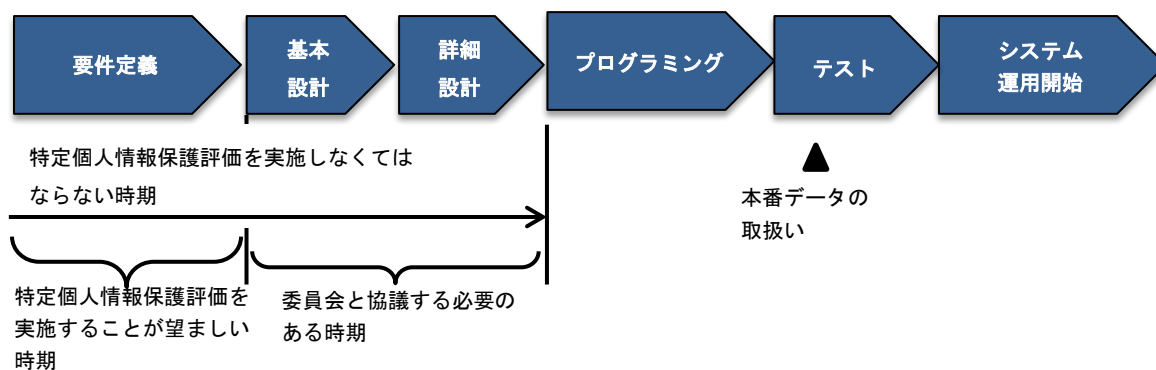 要件定義
基本
設計
詳細
設計
プログラミング
テスト
システム
運用開始
特定個人情報保護評価を実施しなくては
ならない時期
本番データの
取扱い
特定個人情報保護評価を
実施することが望ましい
時期
委員会と協議する必要の
ある時期